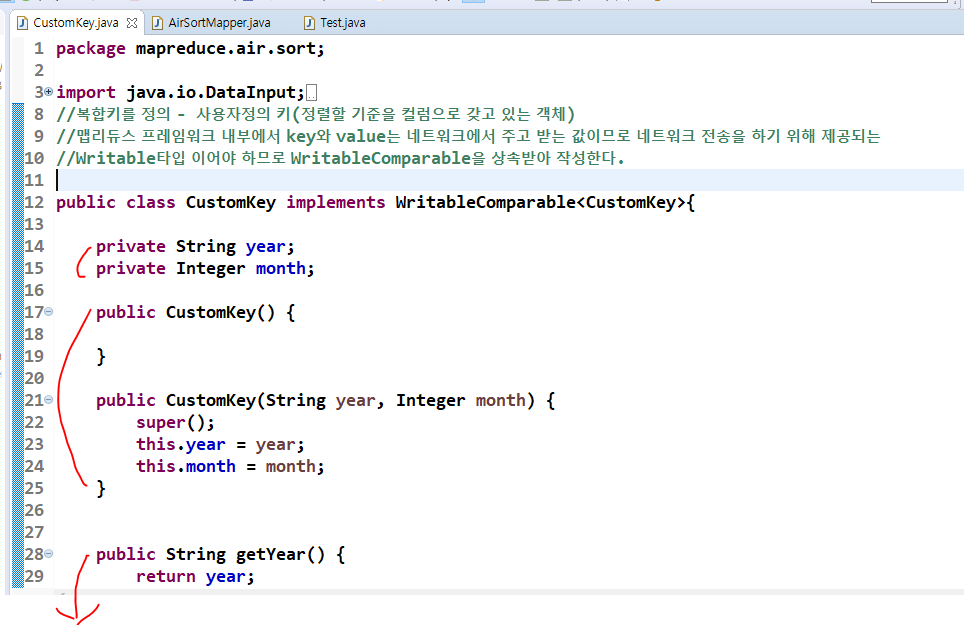 CustomKey.java AirSortMapper.java Test.java
1 package mapreduce.air.sort;
2
3 import java.io.DataInput;
8 //복합키를 정의 - 사용자정의 키(정렬할 기준을 컬럼으로 갖고 있는 객체)
9 //맵리듀스 프레임워크 내부에서 key와 value는 네트워크에서 주고 받는 값이므로 네트워크 전송을 하기 위해 제공되는
10 //Writable타입 이어야 하므로 WritableComparable을 상속받아 작성한다.
11
12 public class CustomKey implements WritableComparable<CustomKey>{
13
14 private String year;
15 private Integer month;
16
17 public CustomKey() {
18
19 }
20
21 public CustomKey(String year, Integer month) {
22 super();
23 this.year = year;
24 this.month = month;
25 }
26
27
28 public String getYear() {
29 return year;